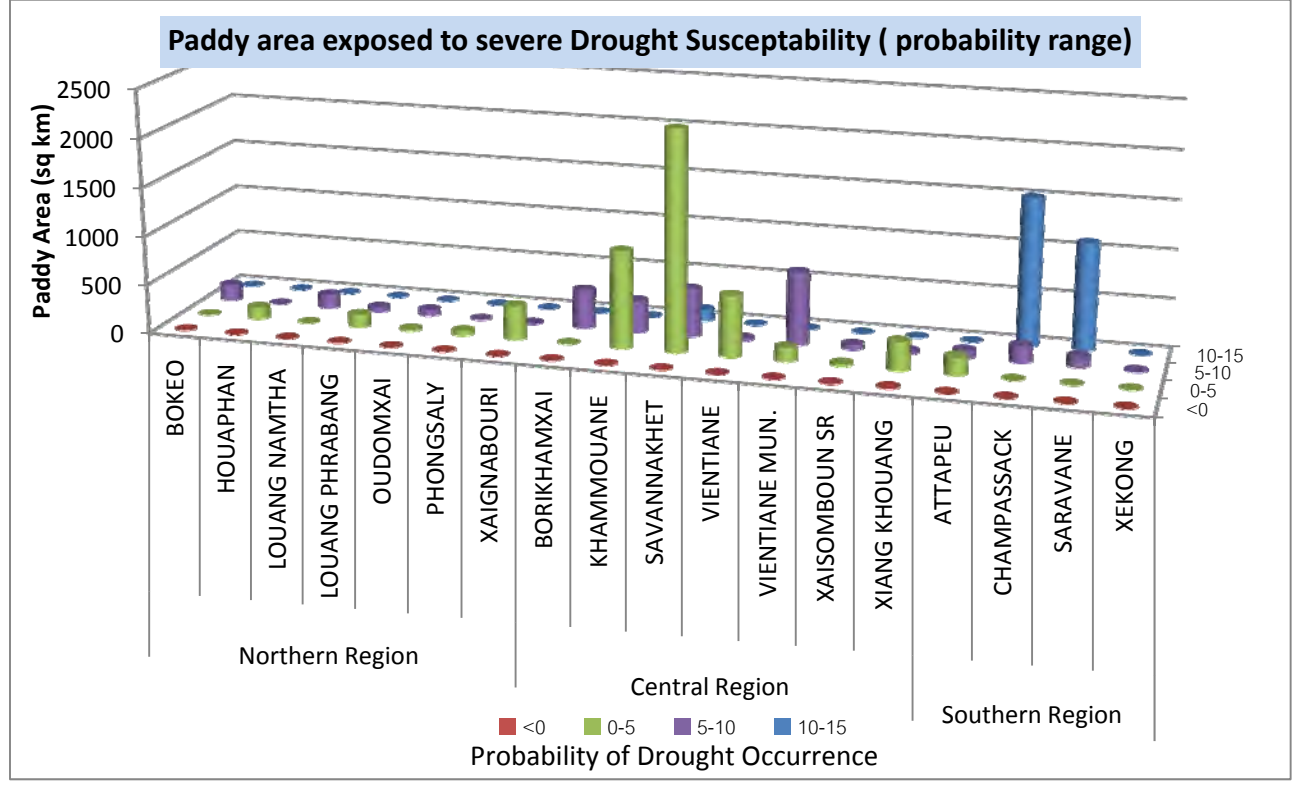 Paddy area exposed to severe Drought Susceptability ( probability range)
Paddy Area (sq km)
2500
2000
1500
1000
500
0
10-15
5-10
0-5
<0
BOKEO
HOUAPHAN
LOUANG NAMTHA
LOUANG PHRABANG
OUDOMXAI
PHONGSALY
XAIGNABOURI
BORIKHAMXAI
KHAMMOUANE
SAVANNAKHET
VIENTIANE
VIENTIANE MUN.
XAISOMBOUN SR
XIANG KHOUANG
ATTAPEU
CHAMPASSACK
SARAVANE
XEKONG
Northern Region
Central Region
Southern Region
<0 0-5 5-10 10-15
Probability of Drought Occurrence